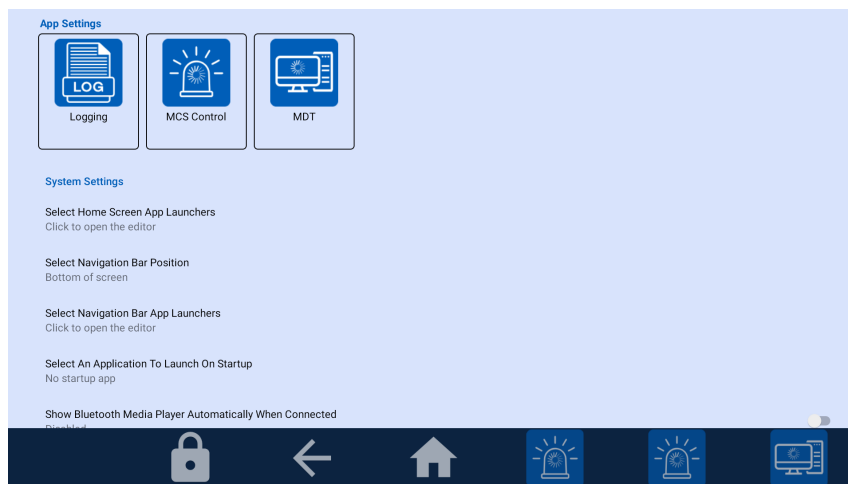 App Settings
LOG
Logging
MCS Control
MDT
System Settings
Select Home Screen App Launchers
Click to open the editor
Select Navigation Bar Position
Bottom of screen
Select Navigation Bar App Launchers
Click to open the editor
Select An Application To Launch On Startup
No startup app
Show Bluetooth Media Player Automatically When Connected
Disabled